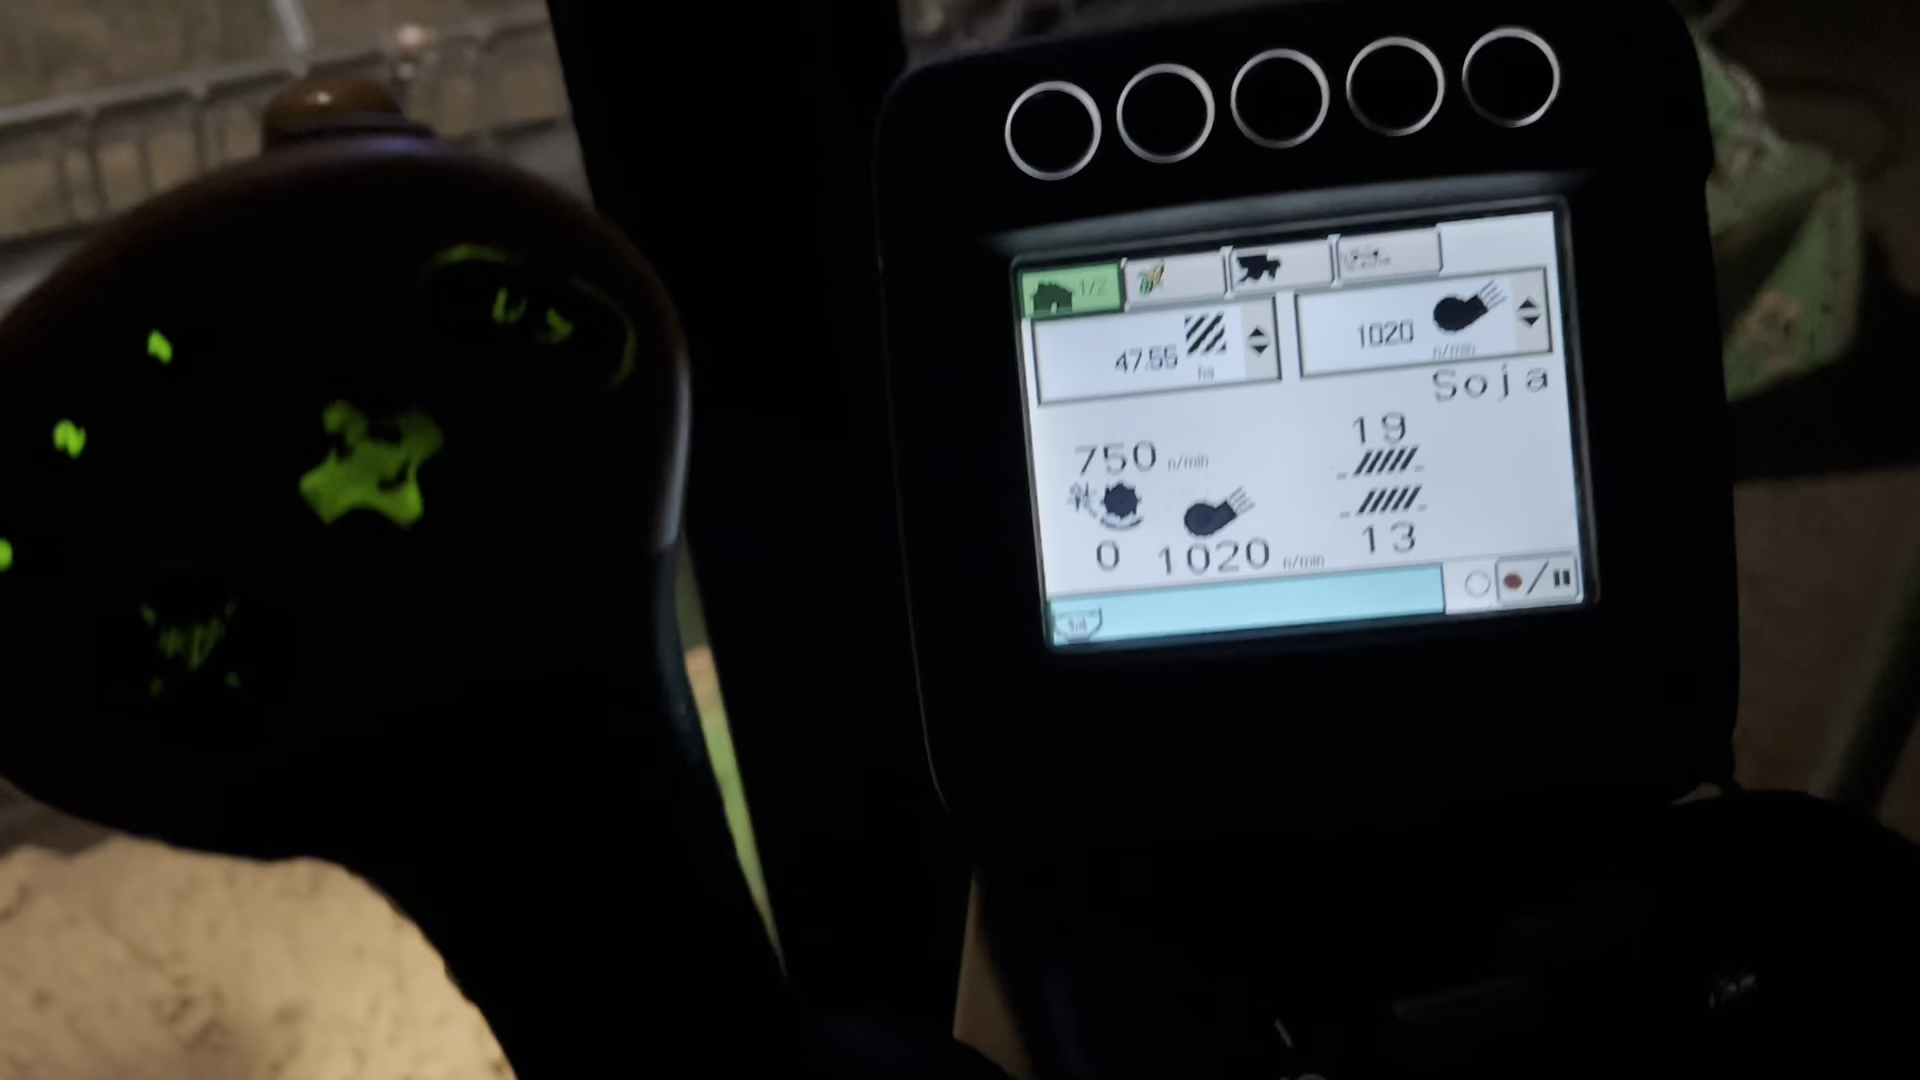 1/2
47.55
ha
1020
n/min
Soja
750 n/min
19
0
1020 n/min
13